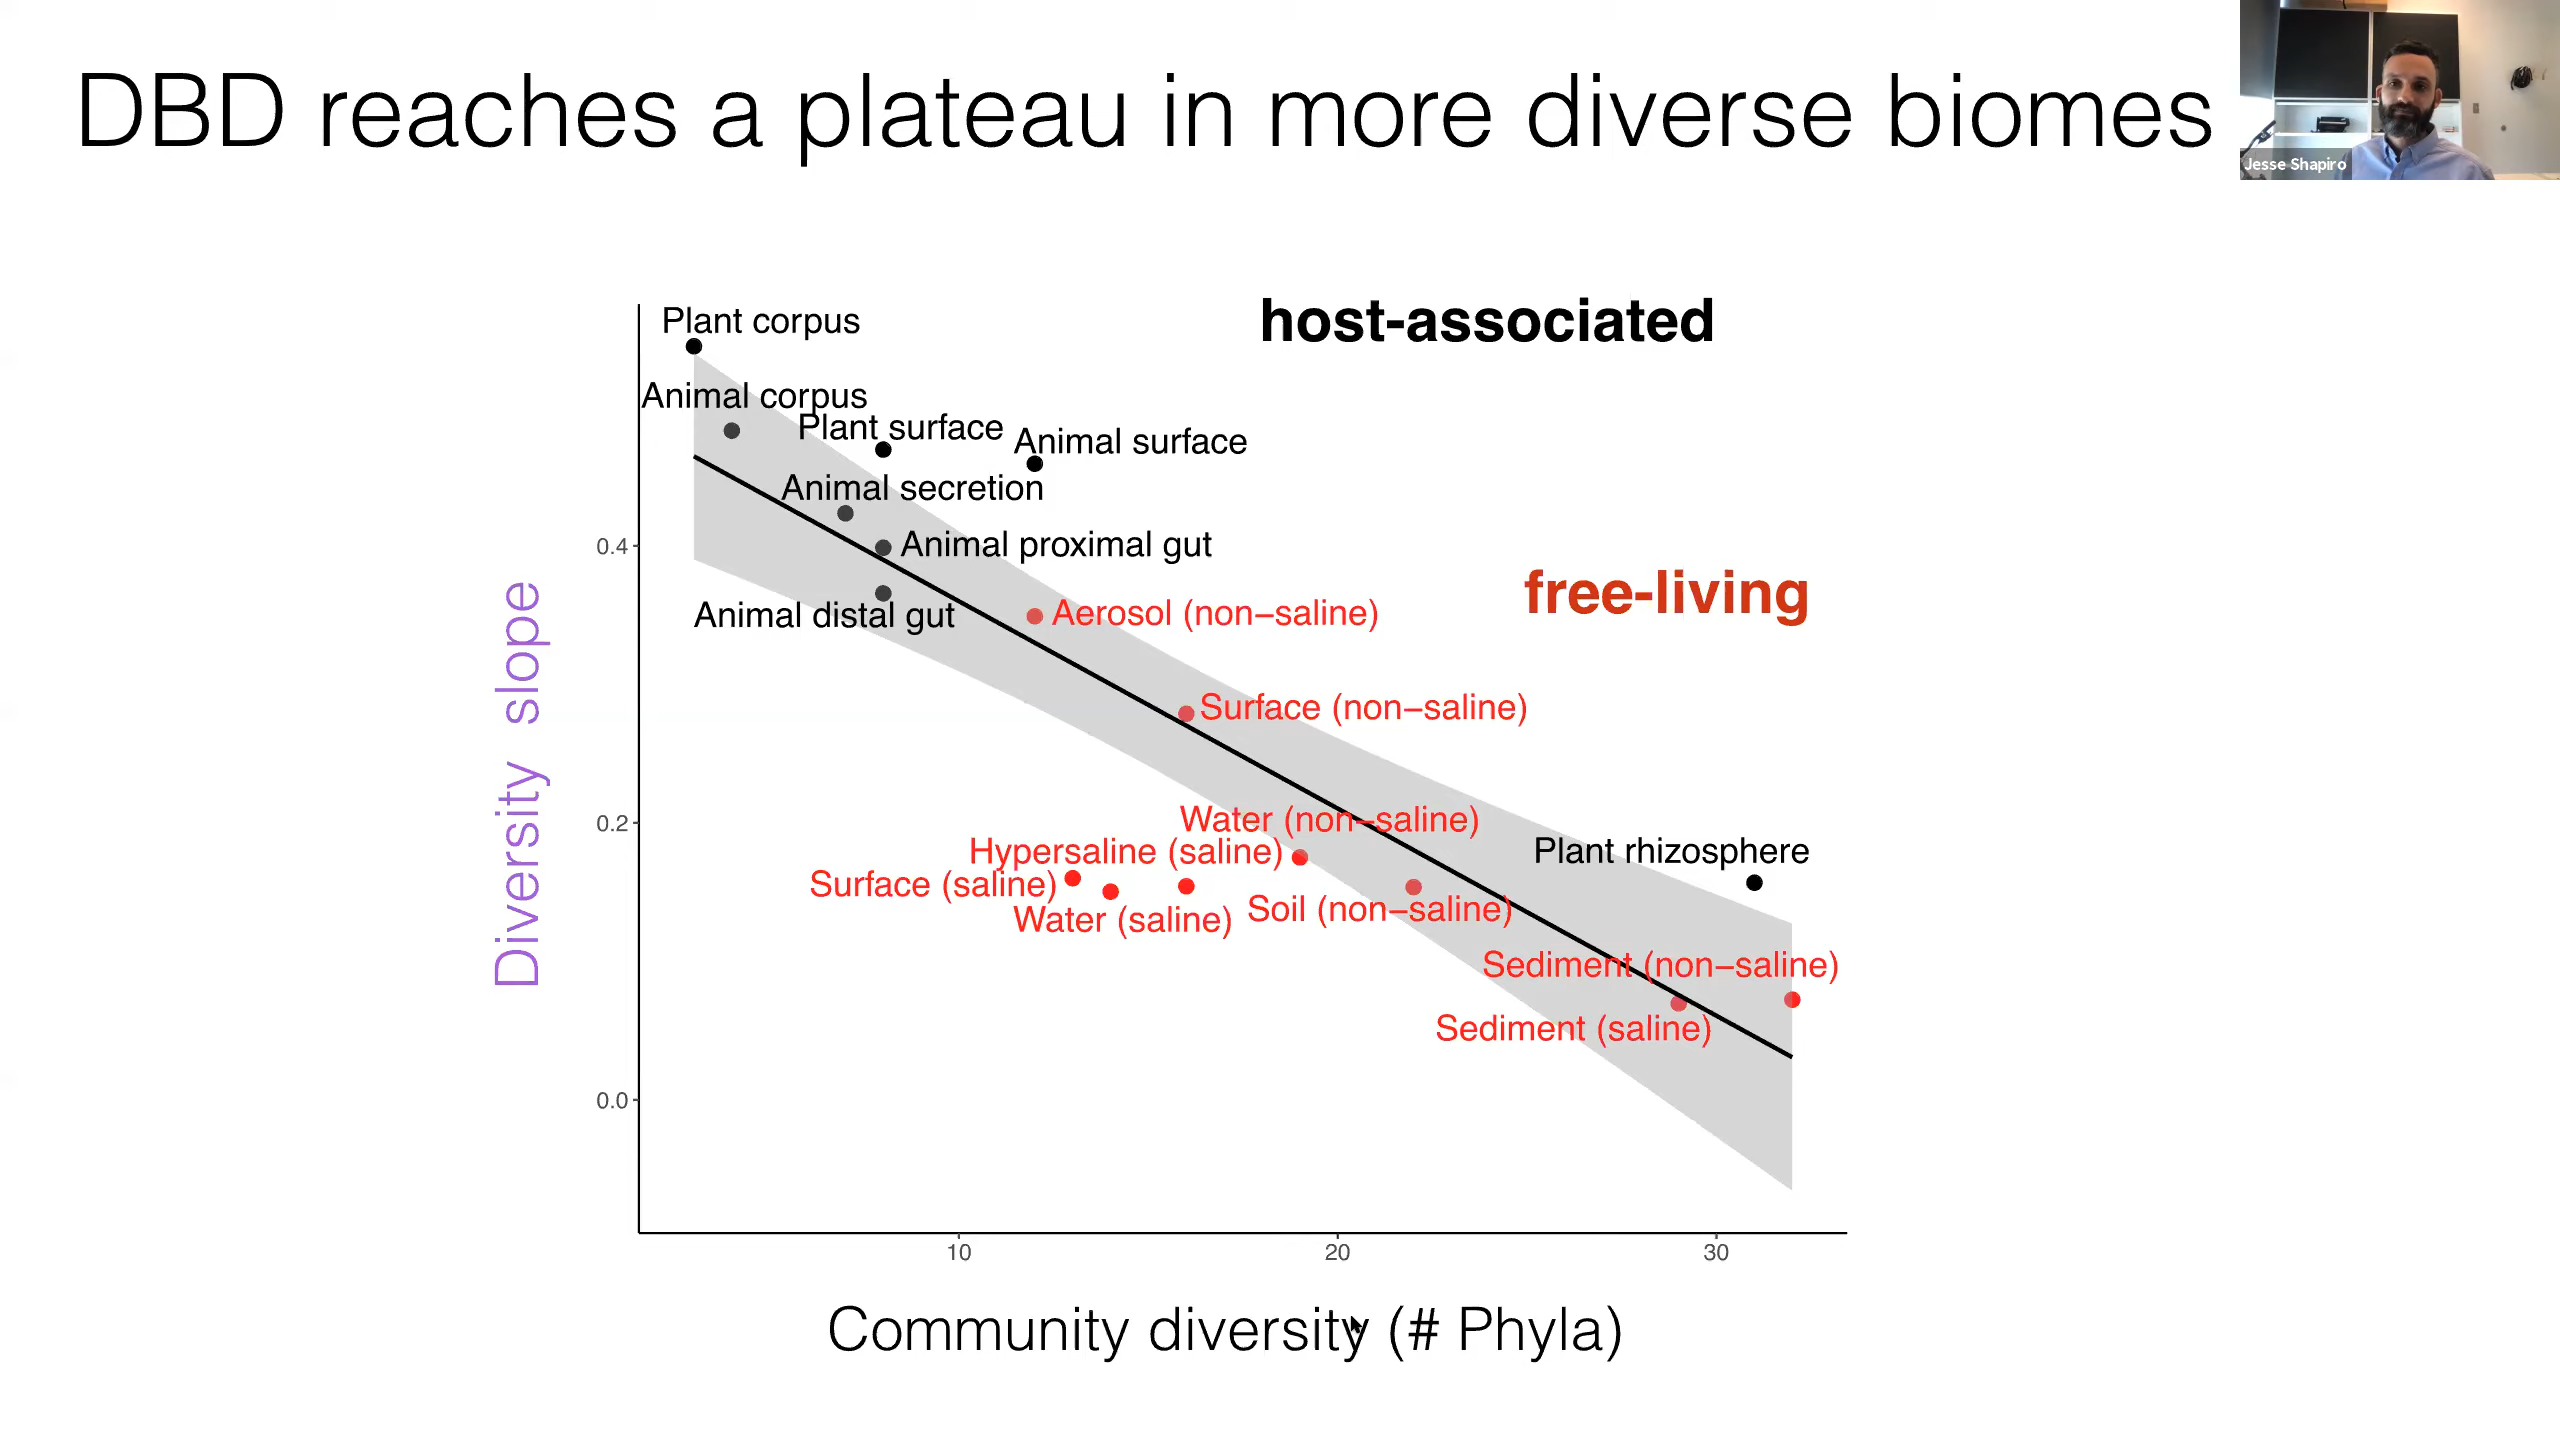 DBD reaches a plateau in more diverse biomes
Jesse Shapiro
host-associated
free-living
Plant corpus
Animal corpus
Plant surface
Animal surface
Animal secretion
Animal proximal gut
Animal distal gut
Aerosol (non−saline)
Surface (non−saline)
Water (non−saline)
Hypersaline (saline)
Surface (saline)
Water (saline)
Soil (non−saline)
Plant rhizosphere
Sediment (non−saline)
Sediment (saline)
Diversity slope
0.4
0.2
0.0
10
20
30
Community diversity (# Phyla)